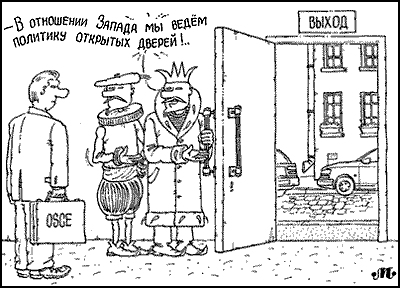 – В ОТНОШЕНИИ ЗАПАДА МЫ ВЕДЁМ
ПОЛИТИКУ ОТКРЫТЫХ ДВЕРЕЙ!..
ВЫХОД
OSCE